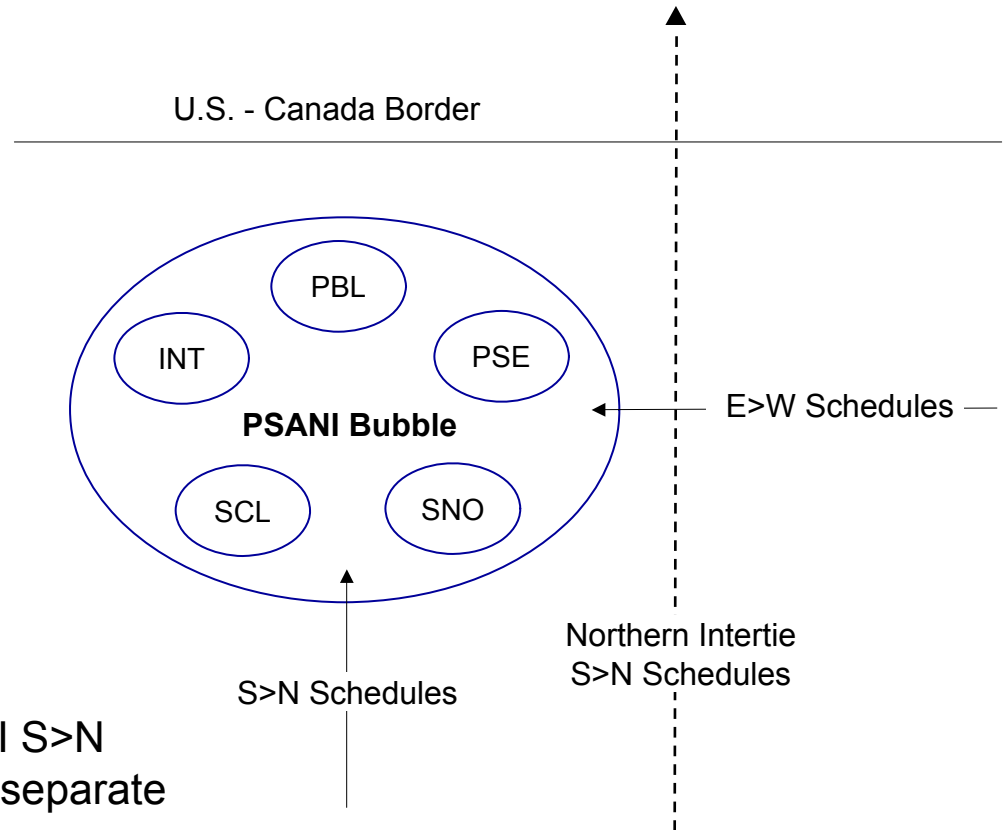 U.S. - Canada Border
PBL
INT
PSE
PSANI Bubble
E>W Schedules
SCL
SNO
Northern Intertie
S>N Schedules
S>N Schedules
S>N
separate